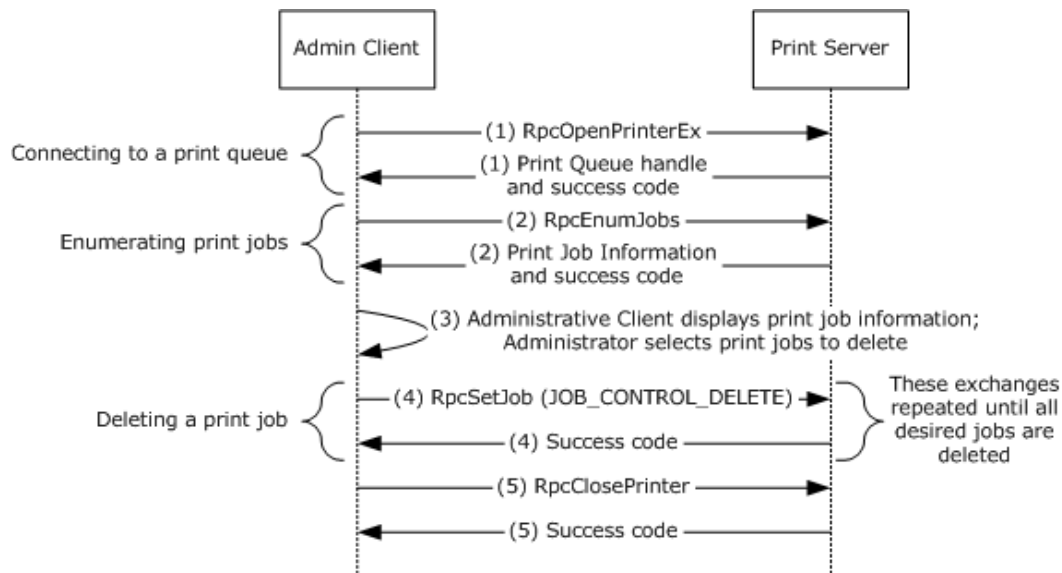 Admin Client
Print Server
(1) RpcOpenPrinterEx
Connecting to a print queue
(1) Print Queue handle
and success code
(2) RpcEnumJobs
Enumerating print jobs
(2) Print Job Information
and success code
(3) Administrative Client displays print job information;
Administrator selects print jobs to delete
(4) RpcSetJob (JOB_CONTROL_DELETE)
Deleting a print job
These exchanges
repeated until all
desired jobs are
deleted
(4) Success code
(5) RpcClosePrinter
(5) Success code